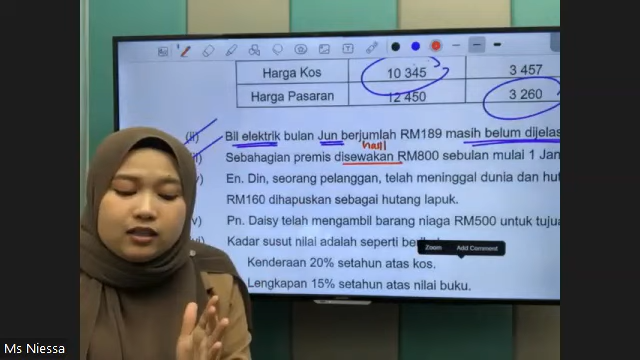 Harga Kos 10 345 3 457
Harga Pasaran 12 450 3 260
(ii) Bil elektrik bulan Jun berjumlah RM189 masih belum dijelas
hasil
Sebahagian premis disewakan RM800 sebulan mulai 1 Jan
En. Din, seorang pelanggan, telah meninggal dunia dan hut
RM160 dihapuskan sebagai hutang lapuk.
Pn. Daisy telah mengambil barang niaga RM500 untuk tujua
Kadar susut nilai adalah seperti beri
Zoom Add Comment
Kenderaan 20% setahun atas kos.
Lengkapan 15% setahun atas nilai buku.
Ms Niessa